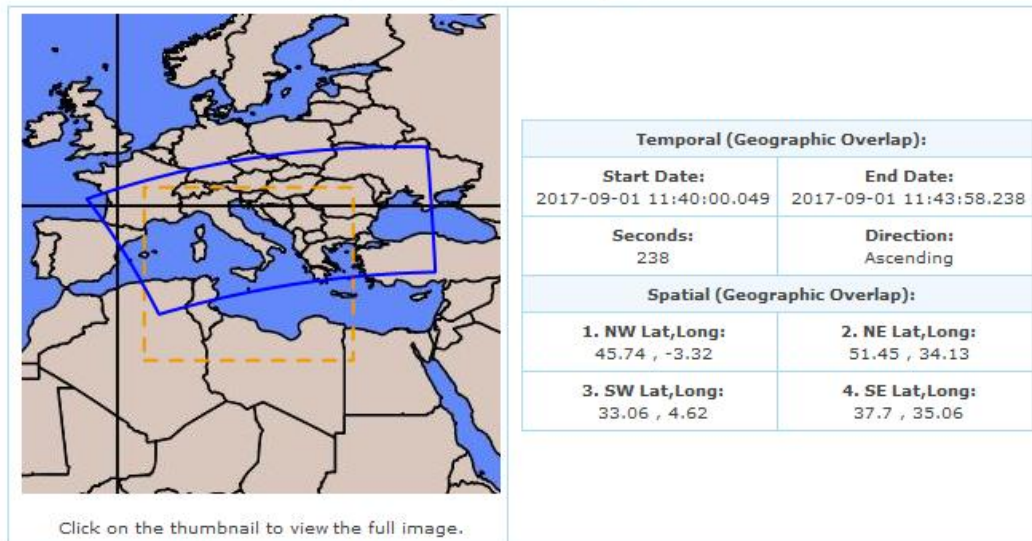 Temporal (Geographic Overlap):
Start Date:
2017-09-01 11:40:00.049
End Date:
2017-09-01 11:43:58.238
Seconds:
238
Direction:
Ascending
Spatial (Geographic Overlap):
1. NW Lat,Long:
45.74 , -3.32
2. NE Lat,Long:
51.45 , 34.13
3. SW Lat,Long:
33.06 , 4.62
4. SE Lat,Long:
37.7 , 35.06
Click on the thumbnail to view the full image.